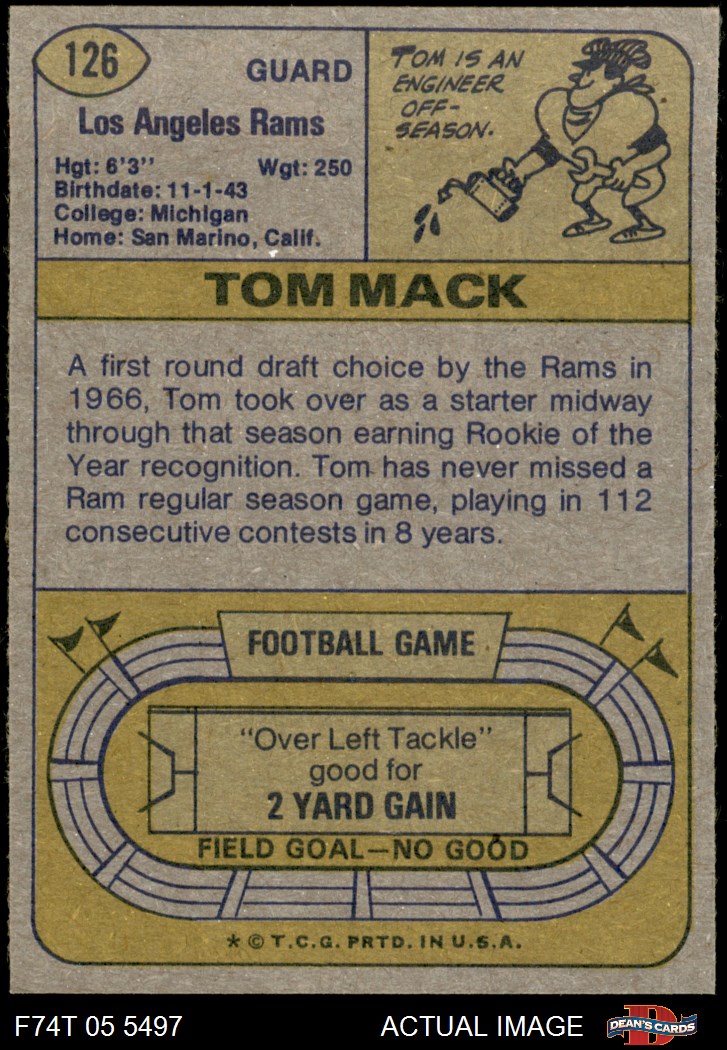 126
GUARD
Los Angeles Rams
Hgt: 6'3" Wgt: 250
Birthdate: 11-1-43
College: Michigan
Home: San Marino, Calif.
TOM IS AN
ENGINEER
OFF-
SEASON.
TOM MACK
A first round draft choice by the Rams in
1966, Tom took over as a starter midway
through that season earning Rookie of the
Year recognition. Tom has never missed a
Ram regular season game, playing in 112
consecutive contests in 8 years.
FOOTBALL GAME
"Over Left Tackle"
good for
2 YARD GAIN
FIELD GOAL—NO GOOD
* © T.C.G. PRTD. IN U.S.A.
F74T 05 5497 ACTUAL IMAGE
D
DEAN'S CARDS